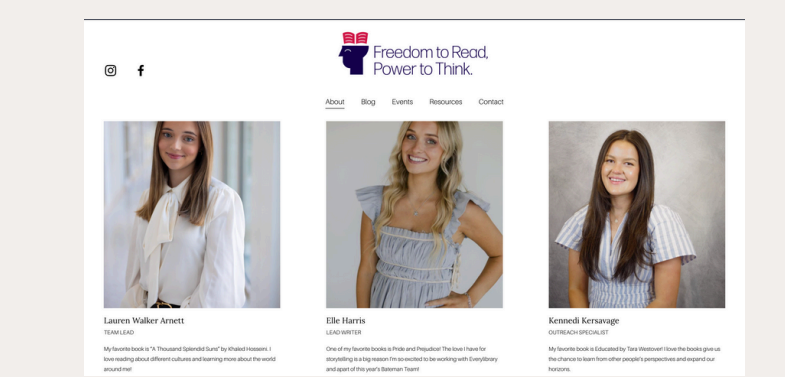 Freedom to Read,
Power to Think.
About Blog Events Resources Contact
Lauren Walker Arnett
TEAM LEAD
My favorite book is "A Thousand Splendid Suns" by Khaled Hosseini. I
love reading about different cultures and learning more about the world
around me!
Elle Harris
LEAD WRITER
One of my favorite books is Pride and Prejudice! The love I have for
storytelling is a big reason I'm so excited to be working with Everylibrary
and apart of this year's Bateman Team!
Kennedi Kersavage
OUTREACH SPECIALIST
My favorite book is Educated by Tara Westover! I love the books give us
the chance to learn from other people's perspectives and expand our
horizons.